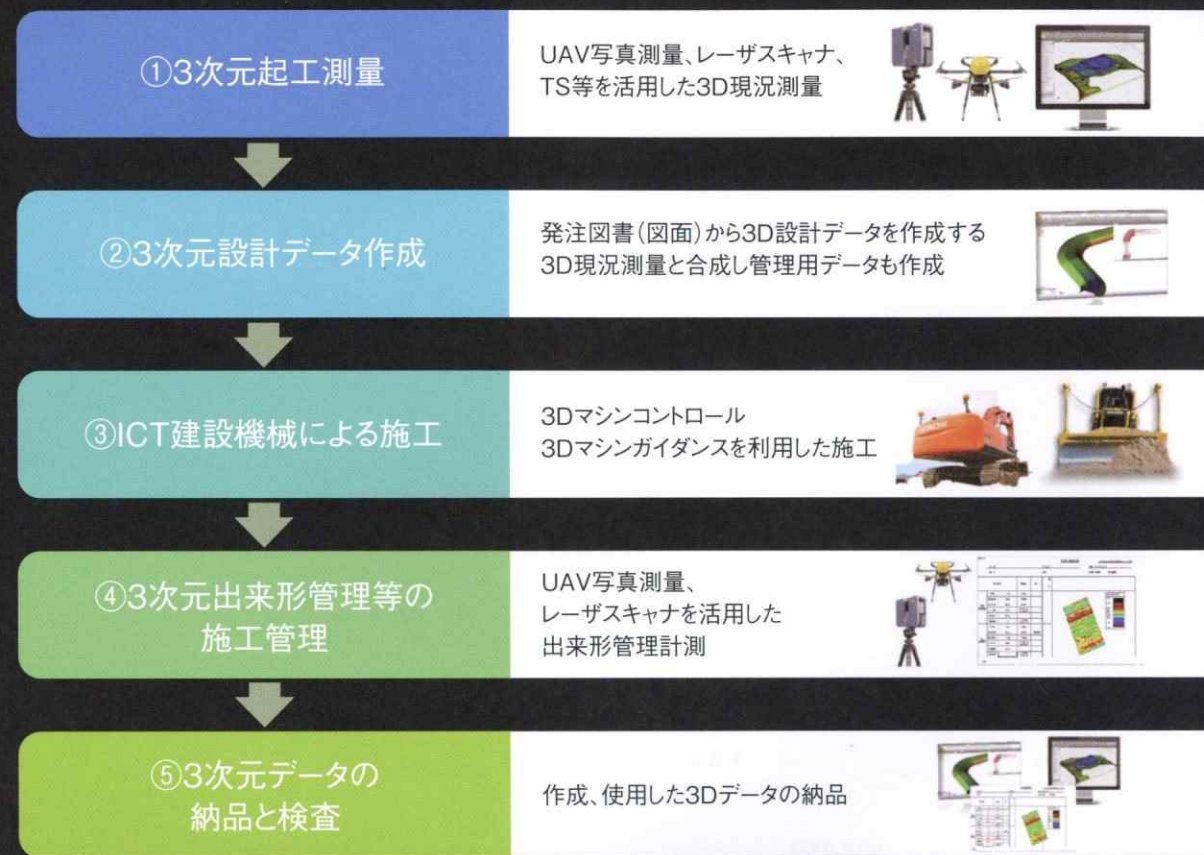 ①3次元起工測量
UAV写真測量、レーザスキャナ、
TS等を活用した3D現況測量
②3次元設計データ作成
発注図書(図面)から3D設計データを作成する
3D現況測量と合成し管理用データも作成
③ICT建設機械による施工
3Dマシンコントロール
3Dマシンガイダンスを利用した施工
HITACHI
④3次元出来形管理等の
施工管理
UAV写真測量、
レーザスキャナを活用した
出来形管理計測
⑤3次元データの
納品と検査
作成、使用した3Dデータの納品